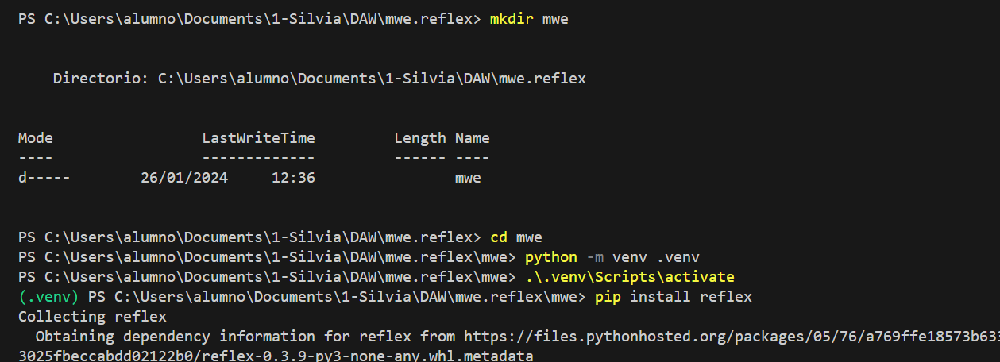 PS C:\Users\alumno\Documents\1-Silvia\DAW\mwe.reflex> mkdir mwe
Directorio: C:\Users\alumno\Documents\1-Silvia\DAW\mwe.reflex
Mode LastWriteTime Length Name
---- ------------- ------ ----
d----- 26/01/2024 12:36 mwe
PS C:\Users\alumno\Documents\1-Silvia\DAW\mwe.reflex> cd mwe
PS C:\Users\alumno\Documents\1-Silvia\DAW\mwe.reflex\mwe> python -m venv .venv
PS C:\Users\alumno\Documents\1-Silvia\DAW\mwe.reflex\mwe> .\.venv\Scripts\activate
(.venv) PS C:\Users\alumno\Documents\1-Silvia\DAW\mwe.reflex\mwe> pip install reflex
Collecting reflex
Obtaining dependency information for reflex from https://files.pythonhosted.org/packages/05/76/a769ffe18573b633
3025fbeccabdd02122b0/reflex-0.3.9-py3-none-any.whl.metadata